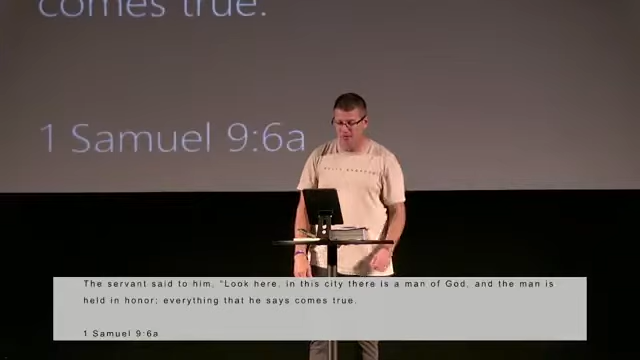 comes true.
1 Samuel 9:6a
The servant said to him, "Look here, in this city there is a man of God, and the man is
held in honor; everything that he says comes true.
1 Samuel 9:6a